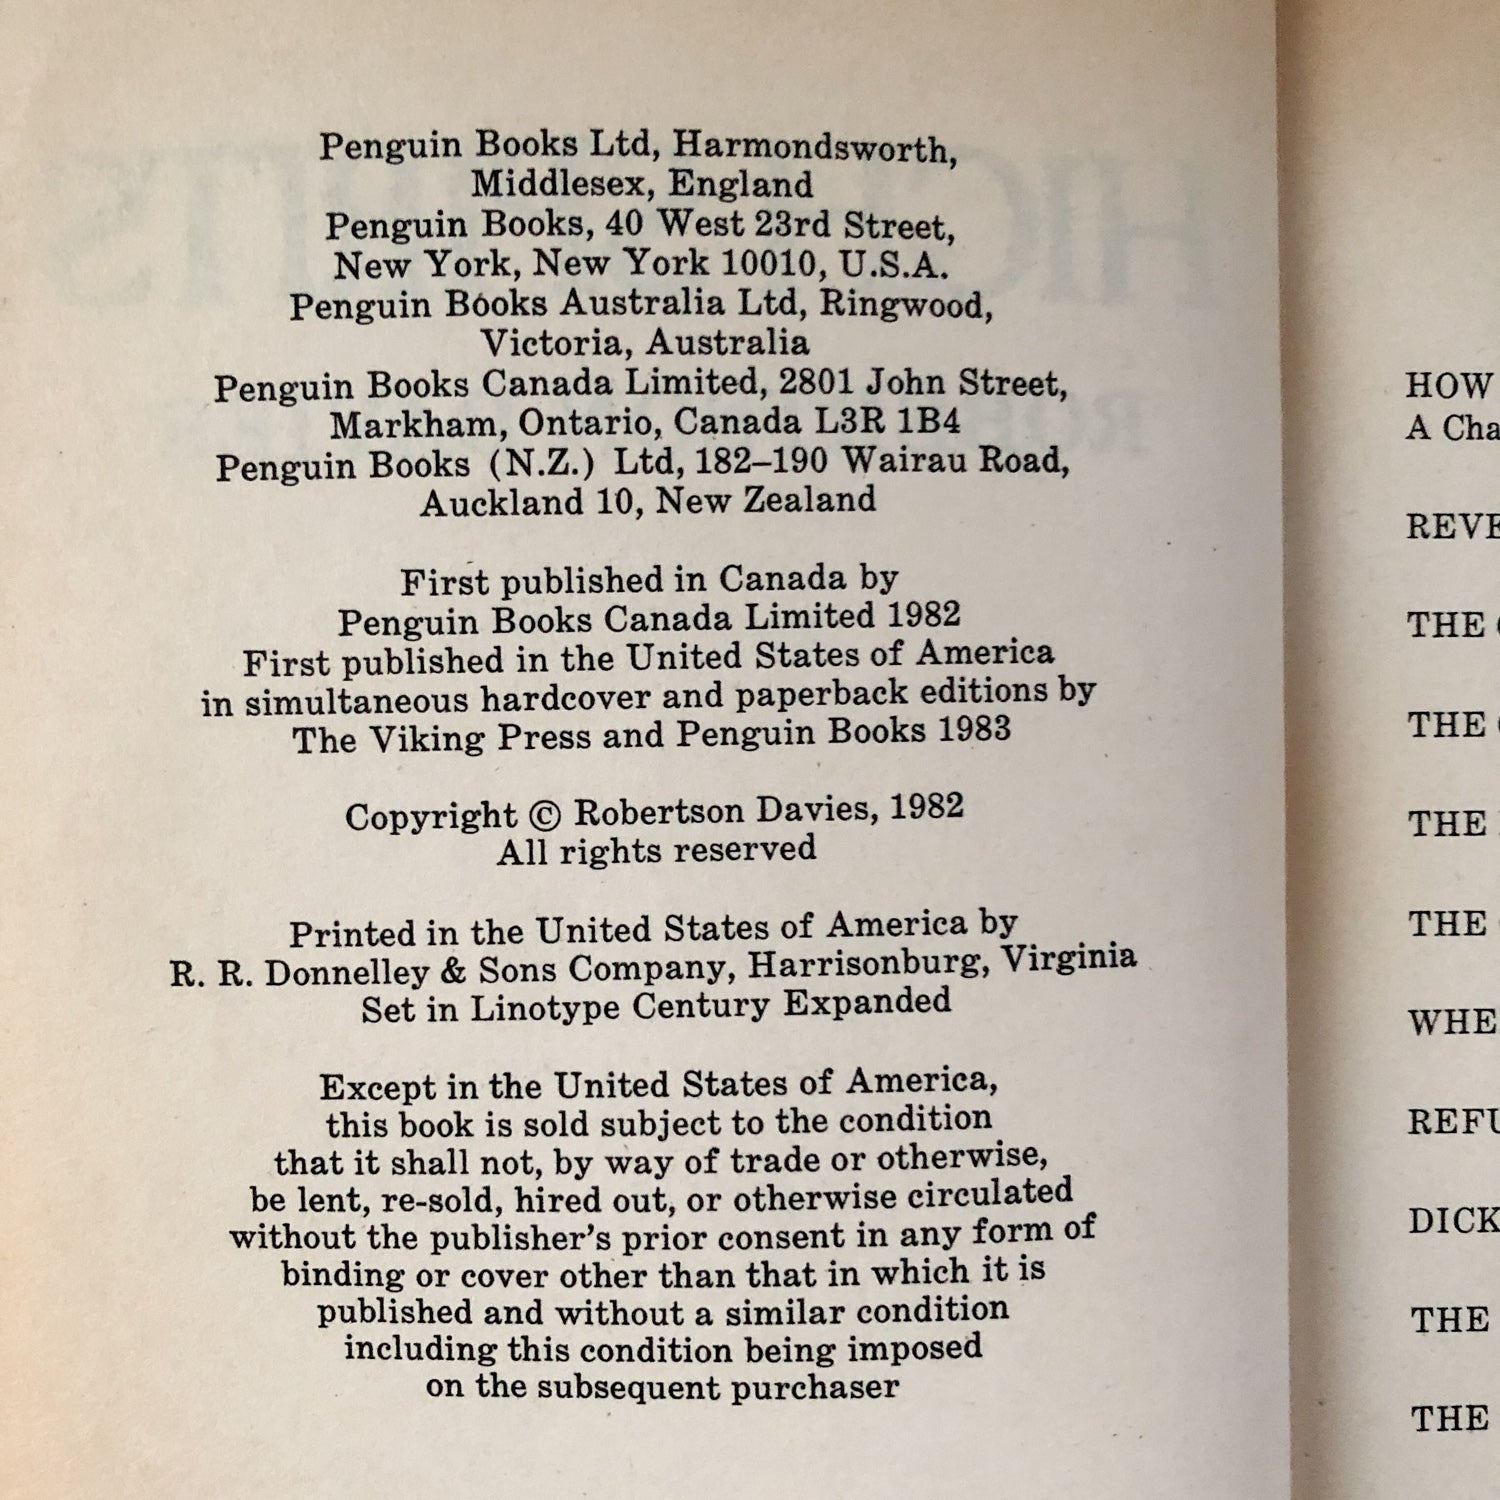 Penguin Books Ltd, Harmondsworth,
Middlesex, England
Penguin Books, 40 West 23rd Street,
New York, New York 10010, U.S.A.
Penguin Books Australia Ltd, Ringwood,
Victoria, Australia
Penguin Books Canada Limited, 2801 John Street,
Markham, Ontario, Canada L3R 1B4
Penguin Books (N.Z.) Ltd, 182–190 Wairau Road,
Auckland 10, New Zealand
First published in Canada by
Penguin Books Canada Limited 1982
First published in the United States of America
in simultaneous hardcover and paperback editions by
The Viking Press and Penguin Books 1983
Copyright © Robertson Davies, 1982
All rights reserved
Printed in the United States of America by
R. R. Donnelley & Sons Company, Harrisonburg, Virginia
Set in Linotype Century Expanded
Except in the United States of America,
this book is sold subject to the condition
that it shall not, by way of trade or otherwise,
be lent, re-sold, hired out, or otherwise circulated
without the publisher's prior consent in any form of
binding or cover other than that in which it is
published and without a similar condition
including this condition being imposed
on the subsequent purchaser
HOW
A Cha
REVE
THE
THE
THE
THE
WHE
REFU
DICK
THE
THE